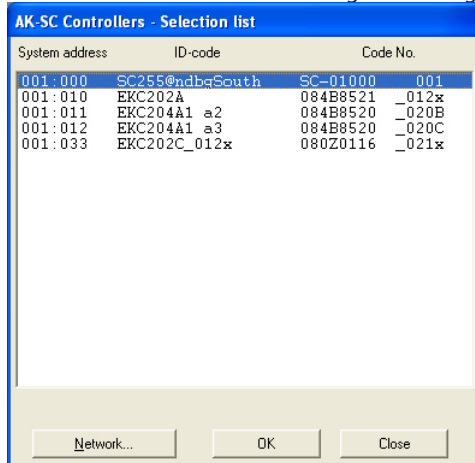 AK-SC Controllers - Selection list
System address ID-code Code No.
001:000 SC255@ndbgSouth SC-01000 001
001:010 EKC202A 084B8521 _012x
001:011 EKC204A1 a2 084B8520 _020B
001:012 EKC204A1 a3 084B8520 _020C
001:033 EKC202C_012x 080Z0116 _021x
Network... OK Close